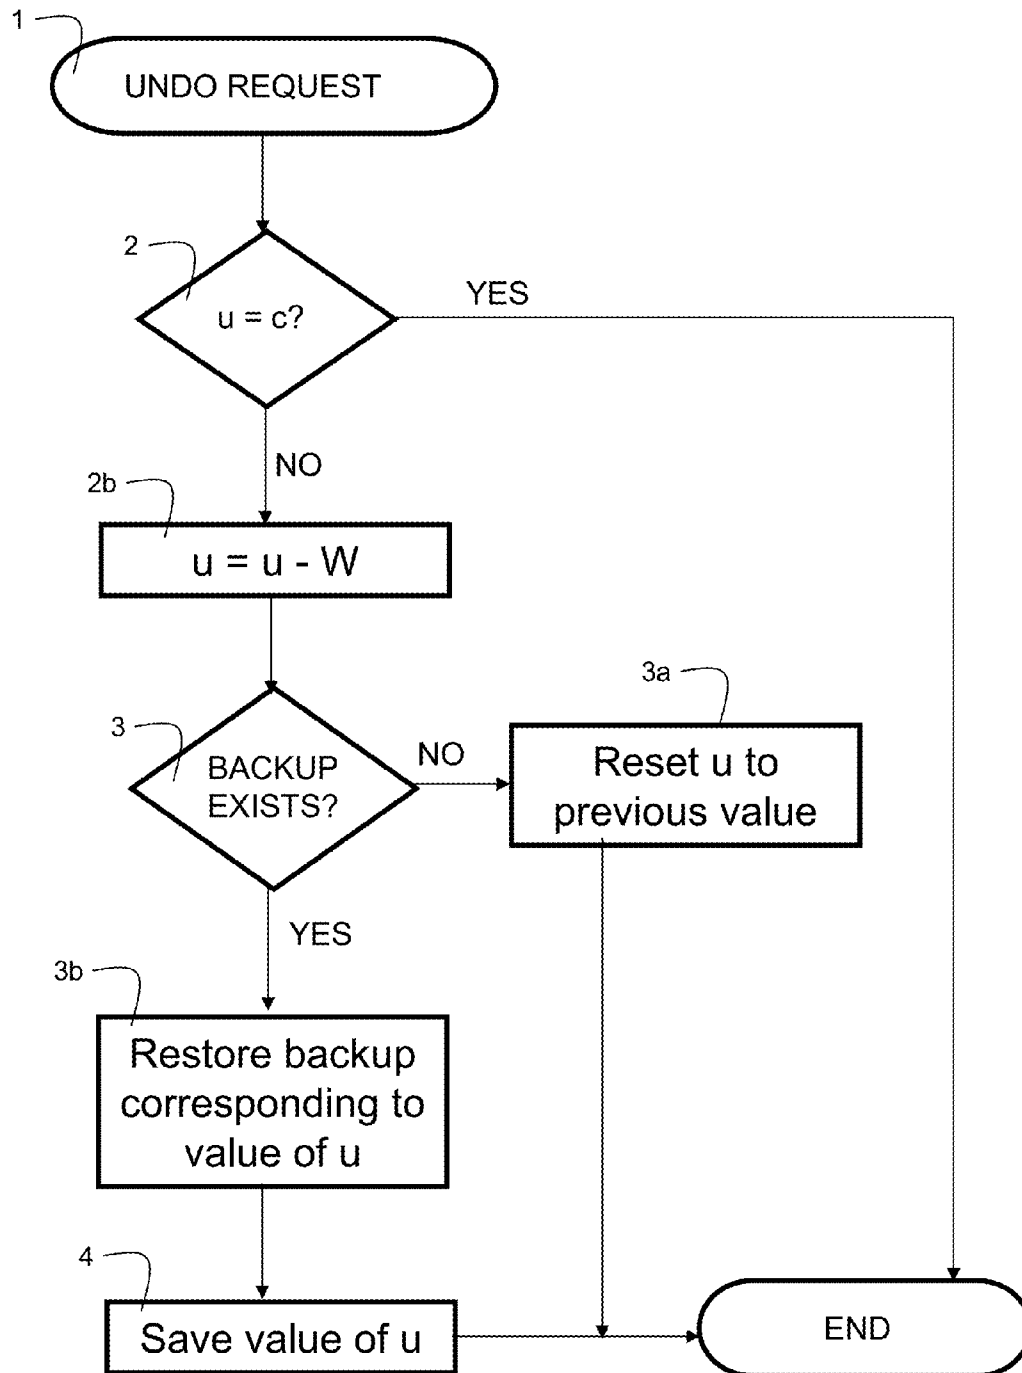 1
UNDO REQUEST
2
u = c?
YES
NO
2b
u = u - W
3
BACKUP
EXISTS?
NO
3a
Reset u to
previous value
YES
3b
Restore backup
corresponding to
value of u
4
Save value of u
END